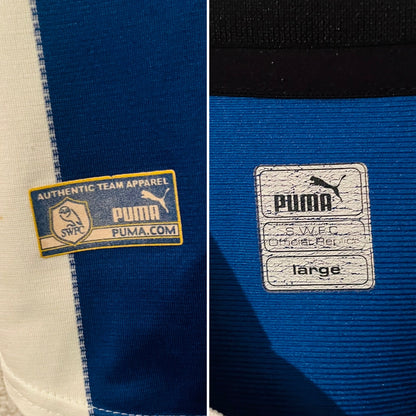 AUTHENTIC TEAM APPAREL
SWFC
PUMA
PUMA.COM
PUMA
S.W.F.C
Official Replica
large